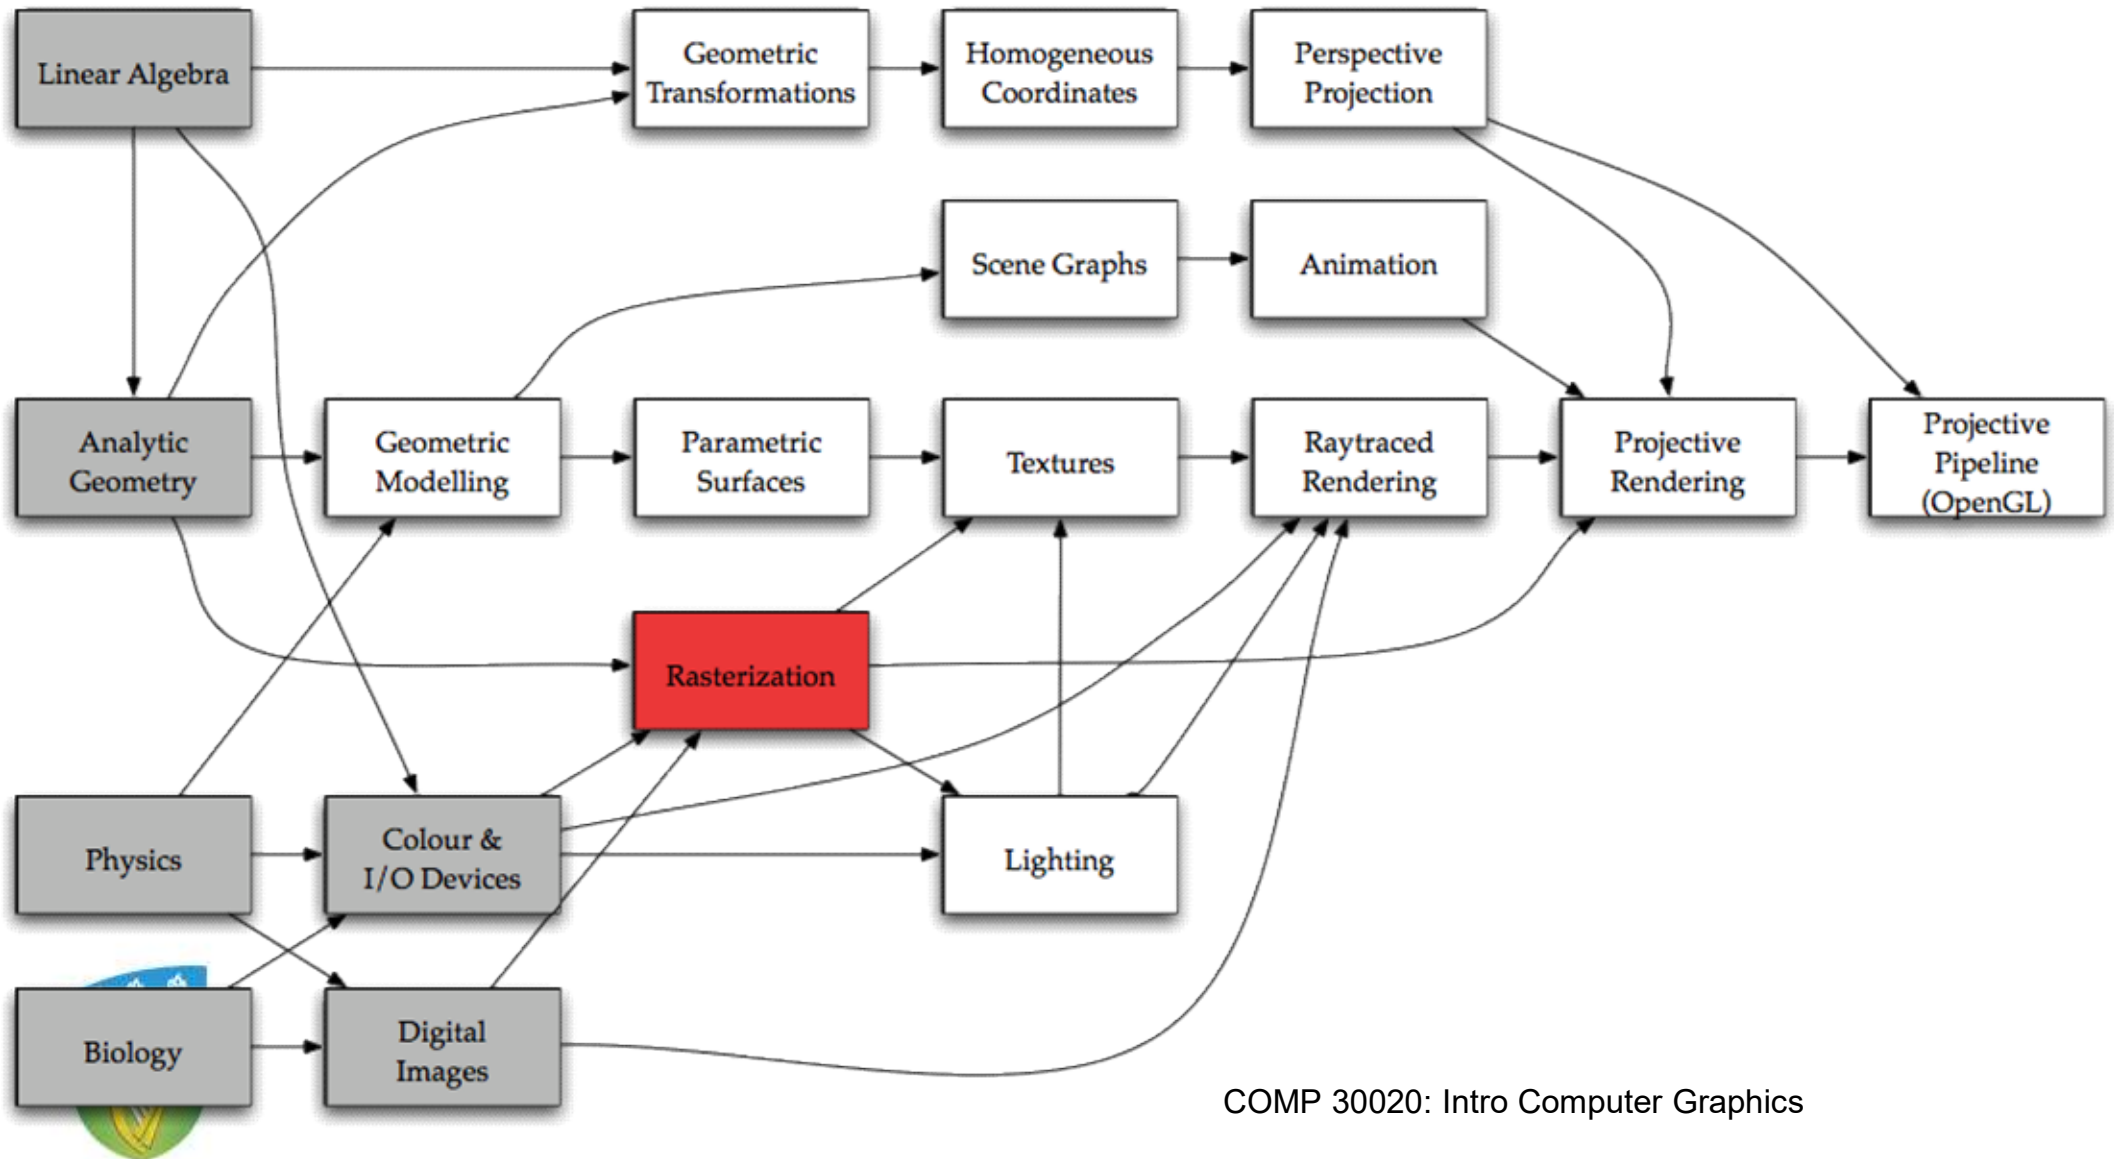 Linear Algebra
Geometric
Transformations
Homogeneous
Coordinates
Perspective
Projection
Scene Graphs
Animation
Analytic
Geometry
Geometric
Modelling
Parametric
Surfaces
Textures
Raytraced
Rendering
Projective
Rendering
Projective
Pipeline
(OpenGL)
Rasterization
Physics
Colour &
I/O Devices
Lighting
Biology
Digital
Images
COMP 30020: Intro Computer Graphics